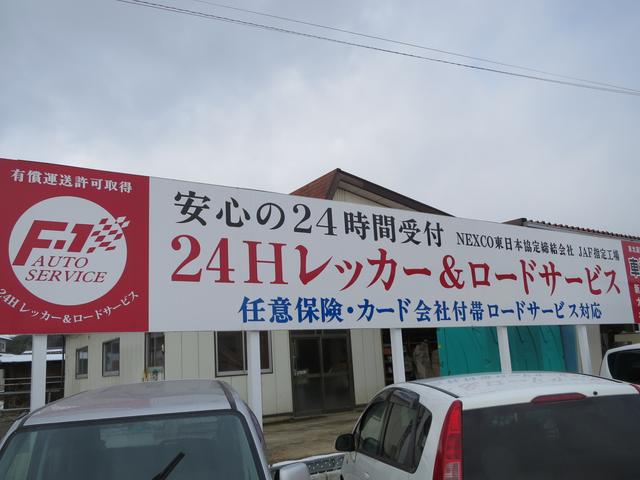 有償運送許可取得
F-1
AUTO
SERVICE
24Hレッカー&ロードサービス
安心の24時間受付
NEXCO東日本協定締結会社 JAF指定工場
24Hレッカー&ロードサービス
任意保険・カード会社付帯ロードサービス対応